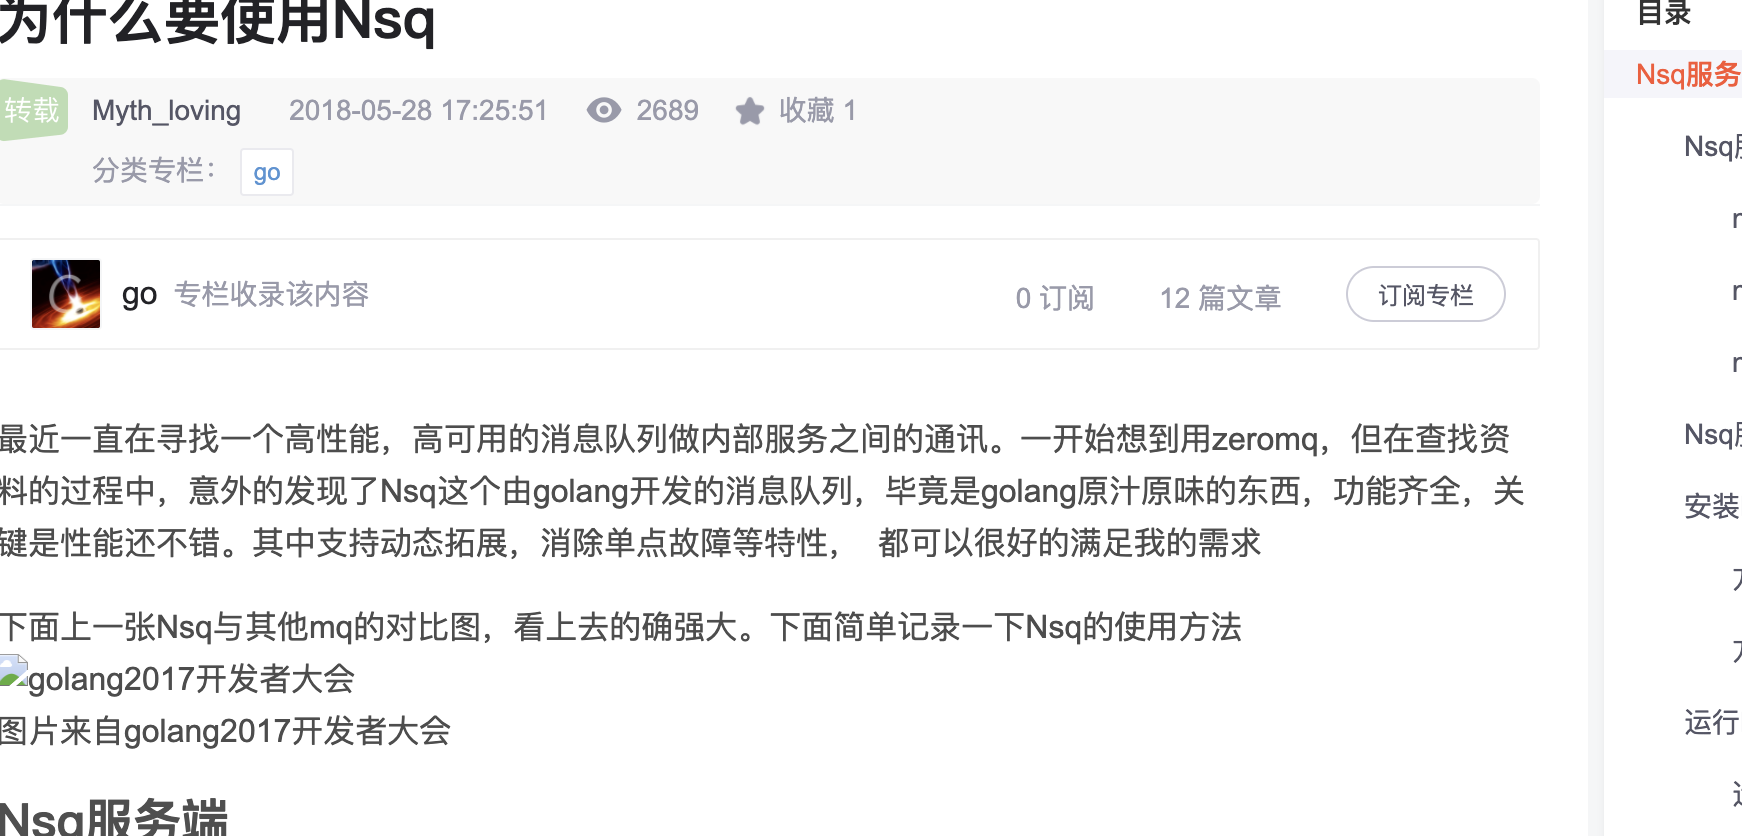 为什么要使用Nsq
转载 Myth_loving 2018-05-28 17:25:51 2689 收藏 1
分类专栏： go
go 专栏收录该内容 0 订阅 12 篇文章 订阅专栏
最近一直在寻找一个高性能，高可用的消息队列做内部服务之间的通讯。一开始想到用zeromq，但在查找资
料的过程中，意外的发现了Nsq这个由golang开发的消息队列，毕竟是golang原汁原味的东西，功能齐全，关
键是性能还不错。其中支持动态拓展，消除单点故障等特性， 都可以很好的满足我的需求
下面上一张Nsq与其他mq的对比图，看上去的确强大。下面简单记录一下Nsq的使用方法
golang2017开发者大会
图片来自golang2017开发者大会
Nsq服务端
目录
Nsq服务
Nsq
Nsq
安装
运行